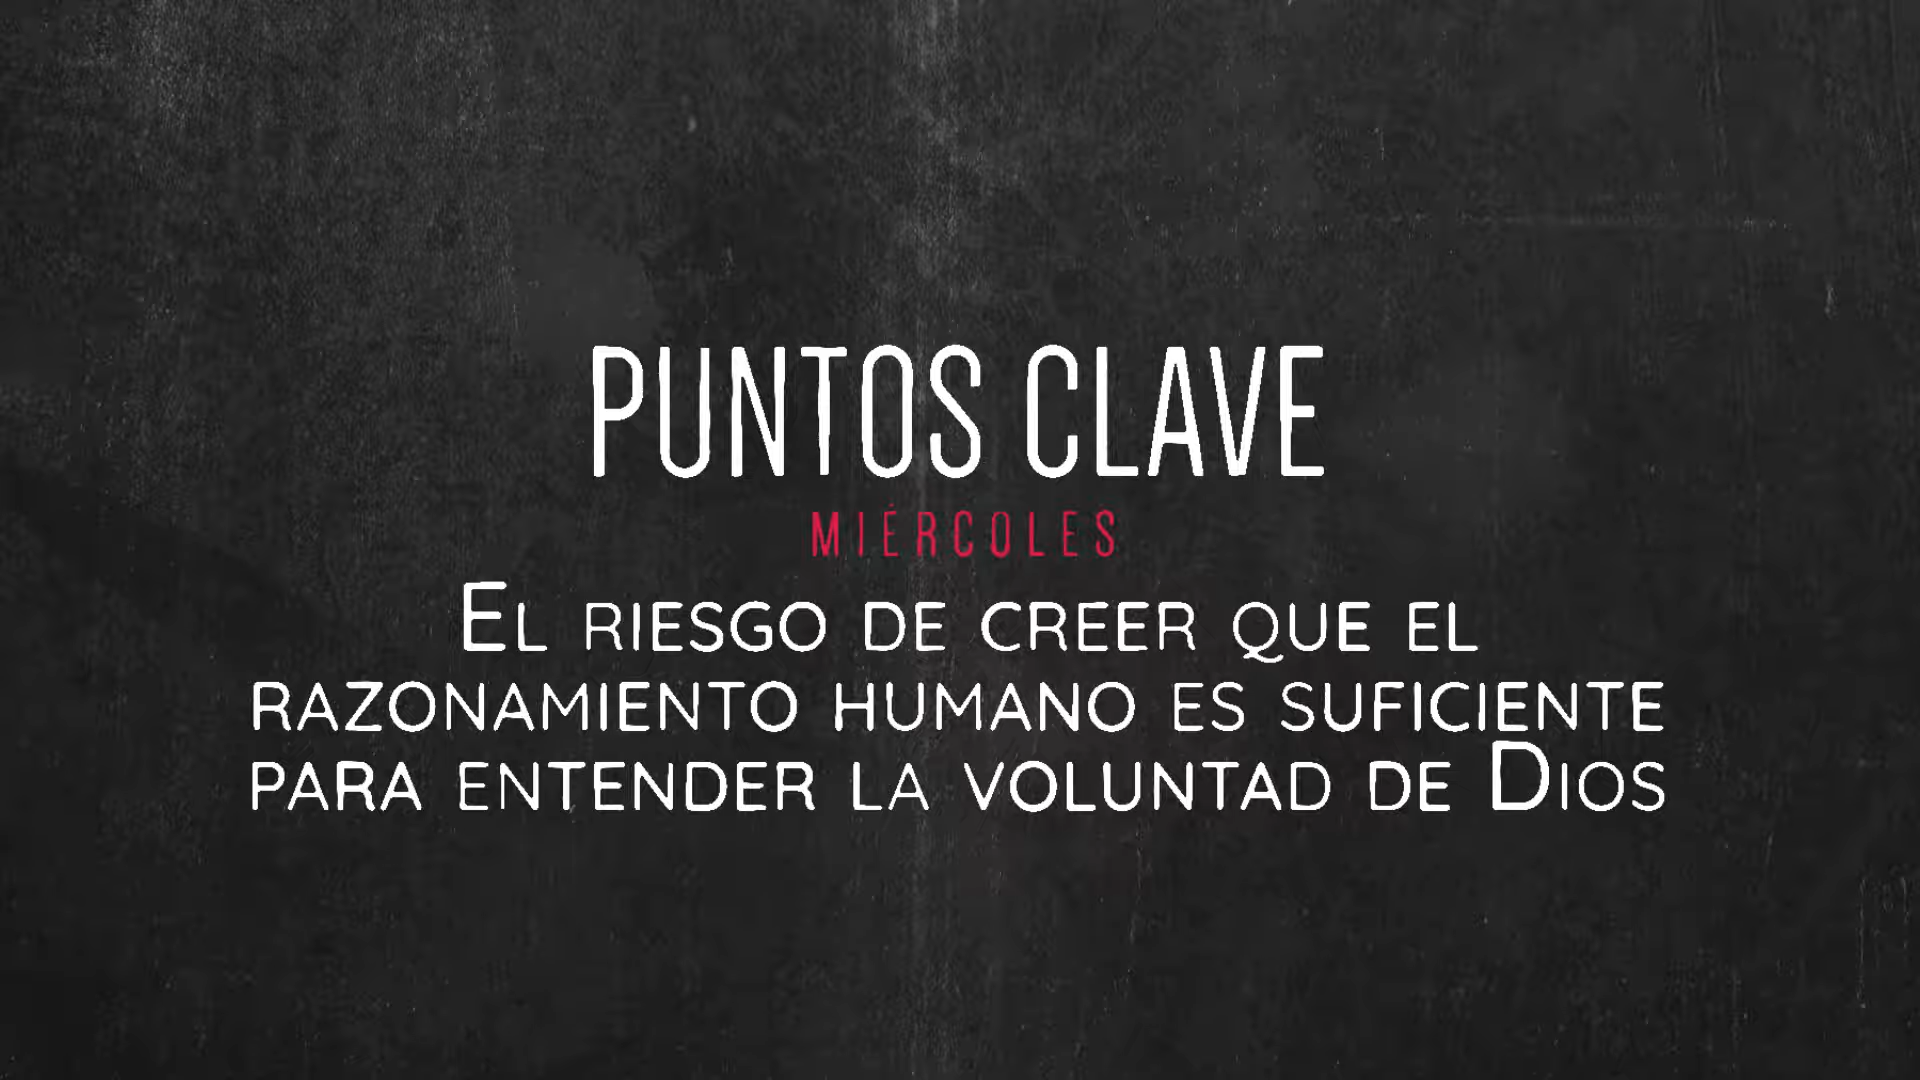 PUNTOS CLAVE
MIÉRCOLES
El riesgo de creer que el
razonamiento humano es suficiente
para entender la voluntad de Dios